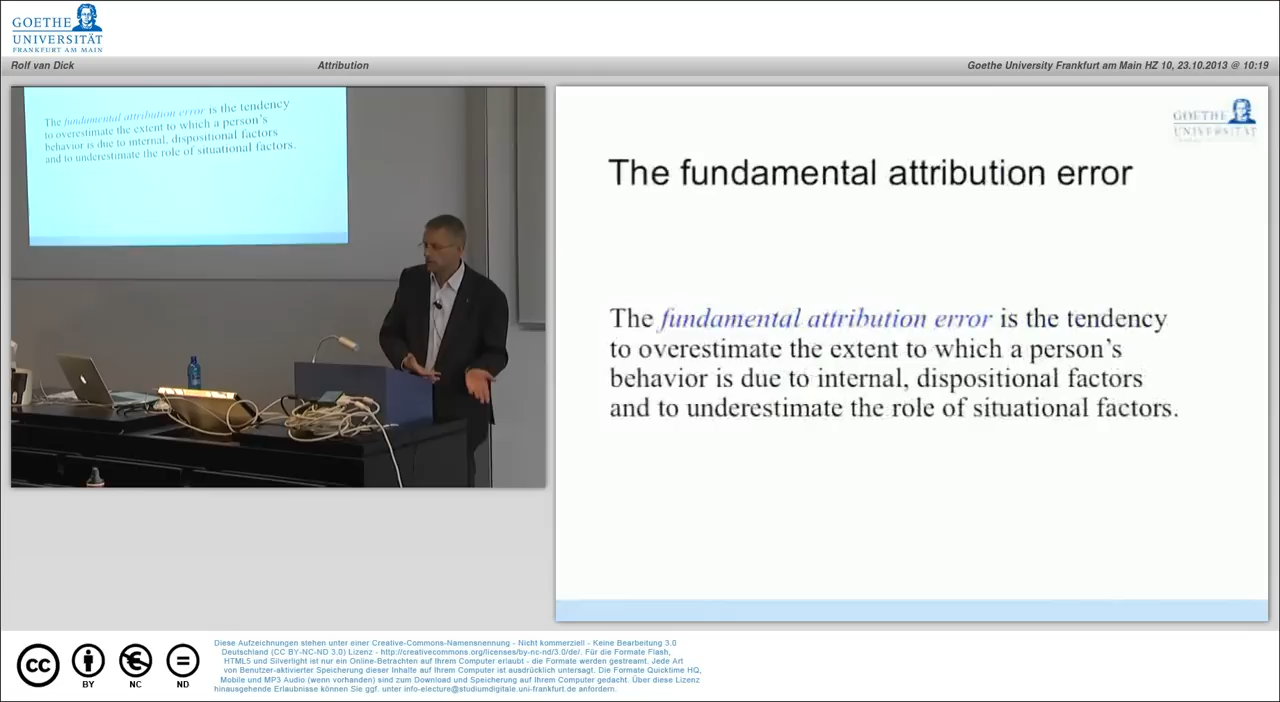 GOETHE
UNIVERSITÄT
FRANKFURT AM MAIN
Rolf van Dick
Attribution
Goethe University Frankfurt am Main HZ 10, 23.10.2013 @ 10:19
The fundamental attribution error is the tendency
to overestimate the extent to which a person's
behavior is due to internal, dispositional factors
and to underestimate the role of situational factors.
GOETHE
UNIVERSITÄT
The fundamental attribution error
The fundamental attribution error is the tendency
to overestimate the extent to which a person’s
behavior is due to internal, dispositional factors
and to underestimate the role of situational factors.
cc
BY
NC
ND
Diese Aufzeichnungen stehen unter einer Creative-Commons-Namensnennung - Nicht kommerziell - Keine Bearbeitung 3.0
Deutschland (CC BY-NC-ND 3.0) Lizenz - http://creativecommons.org/licenses/by-nc-nd/3.0/de/. Für die Formate Flash,
HTML5 und Silverlight ist nur ein Online-Betrachten auf Ihrem Computer erlaubt - die Formate werden gestreamt. Jede Art
von Benutzer-aktivierter Speicherung dieser Inhalte auf Ihrem Computer ist ausdrücklich untersagt. Die Formate Quicktime HQ,
Mobile und MP3 Audio (wenn vorhanden) sind zum Download und Speicherung auf Ihrem Computer gedacht. Über diese Lizenz
hinausgehende Erlaubnisse können Sie ggf. unter info-electure@studiumdigitale.uni-frankfurt.de anfordern.